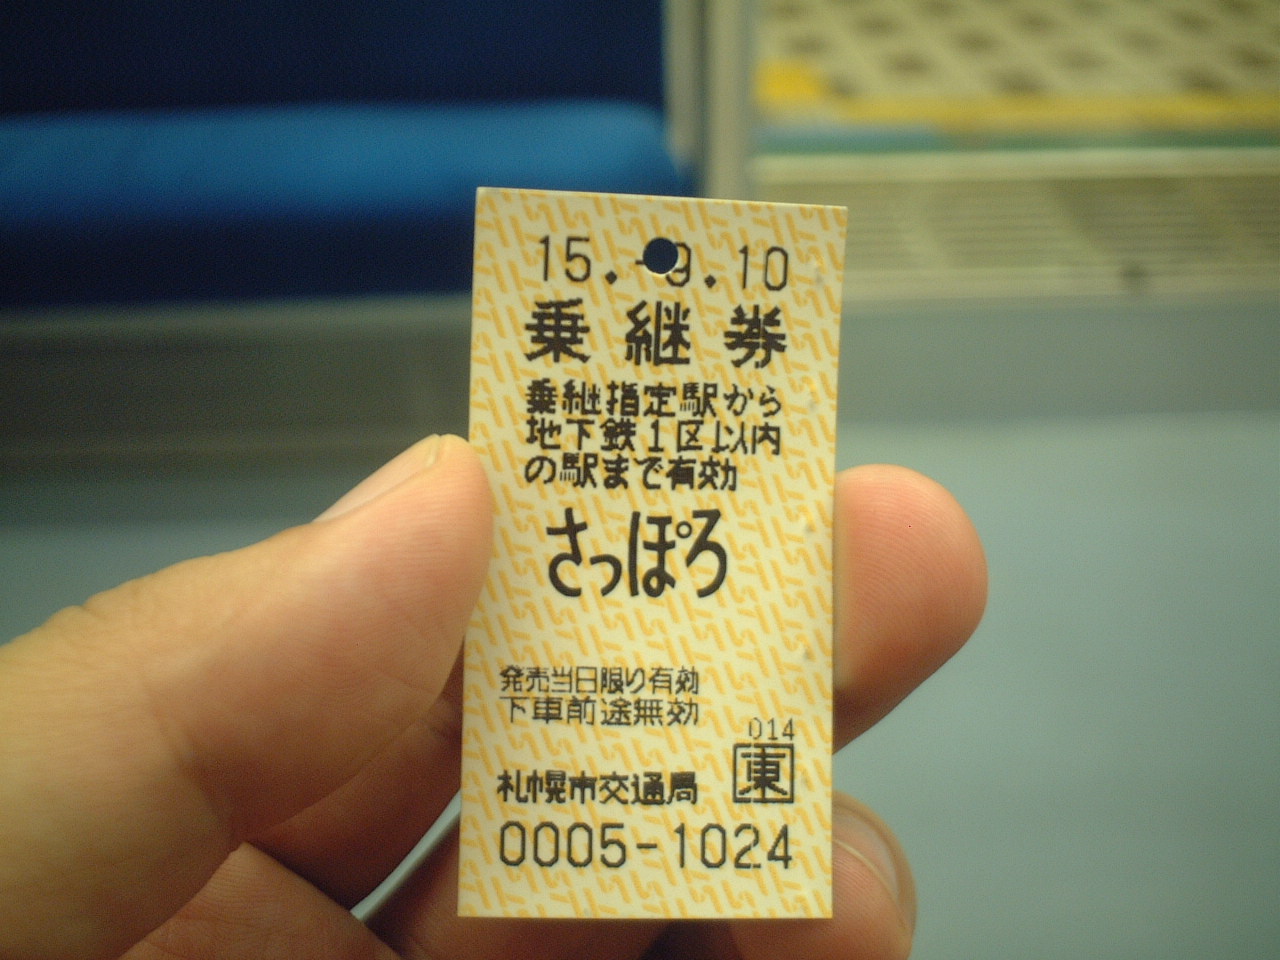 15.-9.10
乗継券
乗継指定駅から
地下鉄1区以内
の駅まで有効
さっぽろ
発売当日限り有効
下車前途無効
014
東
札幌市交通局
0005-1024